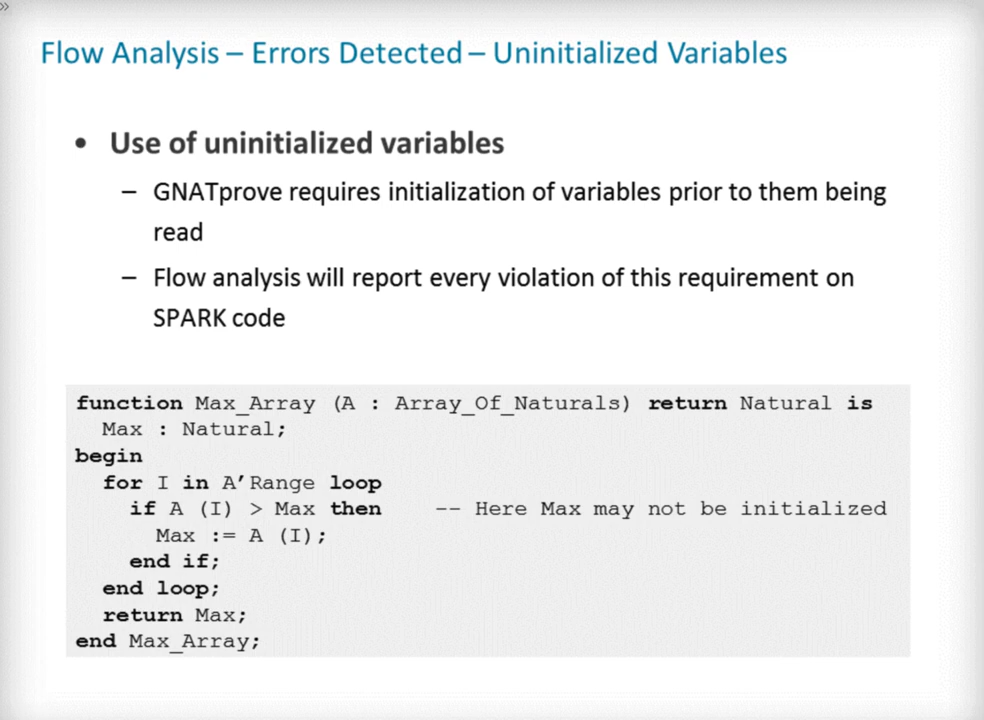 »
Flow Analysis – Errors Detected – Uninitialized Variables
• Use of uninitialized variables
– GNATprove requires initialization of variables prior to them being
read
– Flow analysis will report every violation of this requirement on
SPARK code
function Max_Array (A : Array_Of_Naturals) return Natural is
  Max : Natural;
begin
  for I in A'Range loop
    if A (I) > Max then    -- Here Max may not be initialized
      Max := A (I);
    end if;
  end loop;
  return Max;
end Max_Array;